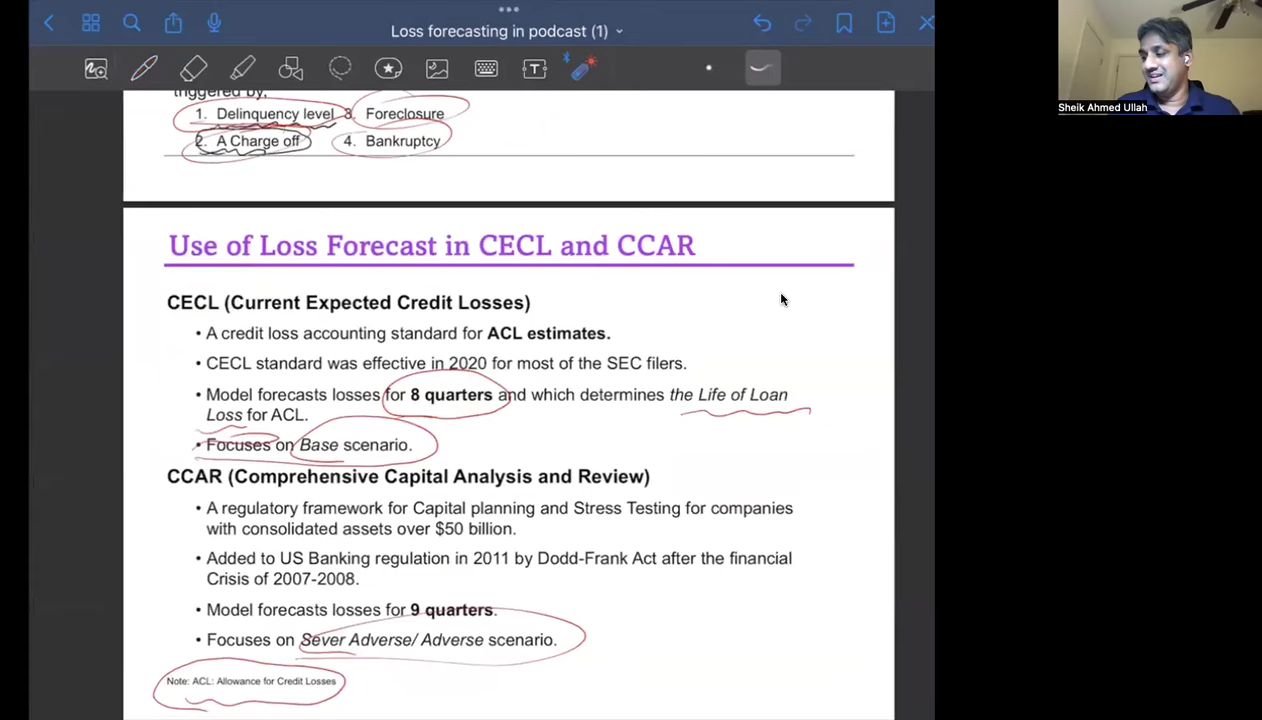 Loss forecasting in podcast (1)
triggered by,
1. Delinquency level 3. Foreclosure
2. A Charge off 4. Bankruptcy
Use of Loss Forecast in CECL and CCAR
CECL (Current Expected Credit Losses)
• A credit loss accounting standard for ACL estimates.
• CECL standard was effective in 2020 for most of the SEC filers.
• Model forecasts losses for 8 quarters and which determines the Life of Loan
Loss for ACL.
• Focuses on Base scenario.
CCAR (Comprehensive Capital Analysis and Review)
• A regulatory framework for Capital planning and Stress Testing for companies
with consolidated assets over $50 billion.
• Added to US Banking regulation in 2011 by Dodd-Frank Act after the financial
Crisis of 2007-2008.
• Model forecasts losses for 9 quarters.
• Focuses on Sever Adverse/ Adverse scenario.
Note: ACL: Allowance for Credit Losses
Sheik Ahmed Ullah